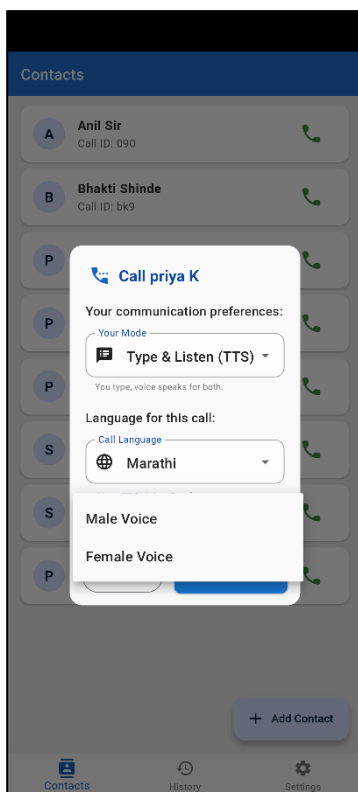 Contacts
A
Anil Sir
Call ID: 090
B
Bhakti Shinde
Call ID: bk9
P
Call priya K
Your communication preferences:
Your Mode
Type & Listen (TTS)
You type, voice speaks for both.
P
P
Language for this call:
Call Language
Marathi
S
S
Male Voice
Female Voice
P
+ Add Contact
Contacts
History
Settings